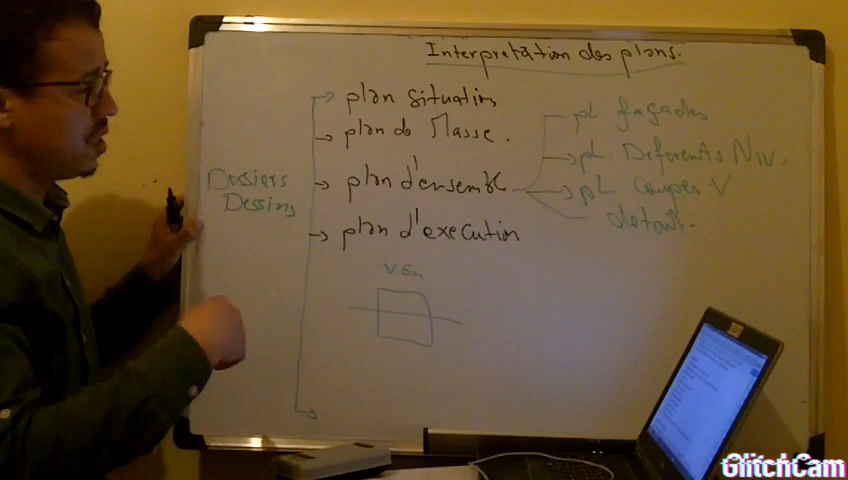 Interpretation des plans.
plan situation
plan de Masse.
plan d'ensemble
plan d'execution
Dossiers
Dessins
pl. façades
pl. Deferents Niv.
pl. coupes V
detail.
GlitchCam